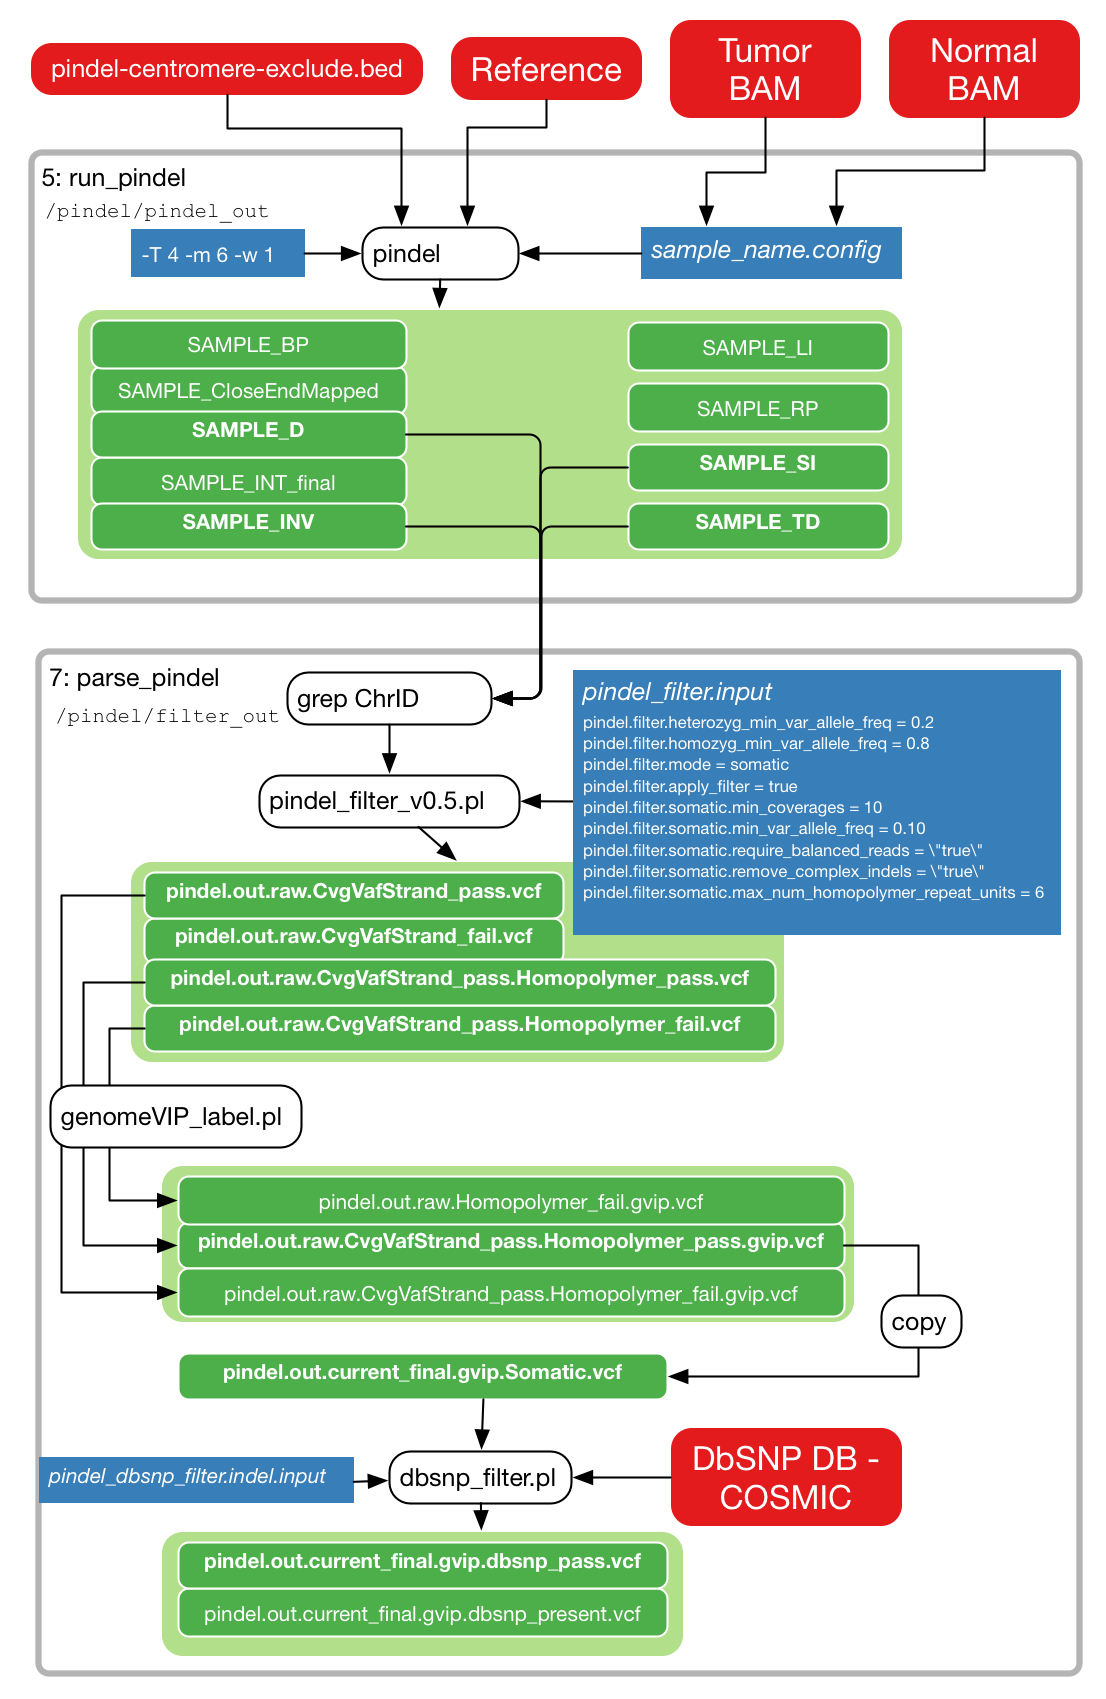 pindel-centromere-exclude.bed
Reference
Tumor
BAM
Normal
BAM
5: run_pindel
/pindel/pindel_out
-T 4 -m 6 -w 1
pindel
sample_name.config
SAMPLE_BP
SAMPLE_CloseEndMapped
SAMPLE_D
SAMPLE_INT_final
SAMPLE_INV
SAMPLE_LI
SAMPLE_RP
SAMPLE_SI
SAMPLE_TD
7: parse_pindel
/pindel/filter_out
grep ChrID
pindel_filter_v0.5.pl
pindel_filter.input
pindel.filter.heterozyg_min_var_allele_freq = 0.2
pindel.filter.homozyg_min_var_allele_freq = 0.8
pindel.filter.mode = somatic
pindel.filter.apply_filter = true
pindel.filter.somatic.min_coverages = 10
pindel.filter.somatic.min_var_allele_freq = 0.10
pindel.filter.somatic.require_balanced_reads = \"true\"
pindel.filter.somatic.remove_complex_indels = \"true\"
pindel.filter.somatic.max_num_homopolymer_repeat_units = 6
pindel.out.raw.CvgVafStrand_pass.vcf
pindel.out.raw.CvgVafStrand_fail.vcf
pindel.out.raw.CvgVafStrand_pass.Homopolymer_pass.vcf
pindel.out.raw.CvgVafStrand_pass.Homopolymer_fail.vcf
genomeVIP_label.pl
pindel.out.raw.Homopolymer_fail.gvip.vcf
pindel.out.raw.CvgVafStrand_pass.Homopolymer_pass.gvip.vcf
pindel.out.raw.CvgVafStrand_pass.Homopolymer_fail.gvip.vcf
copy
pindel.out.current_final.gvip.Somatic.vcf
pindel_dbsnp_filter.indel.input
dbsnp_filter.pl
DbSNP DB -
COSMIC
pindel.out.current_final.gvip.dbsnp_pass.vcf
pindel.out.current_final.gvip.dbsnp_present.vcf